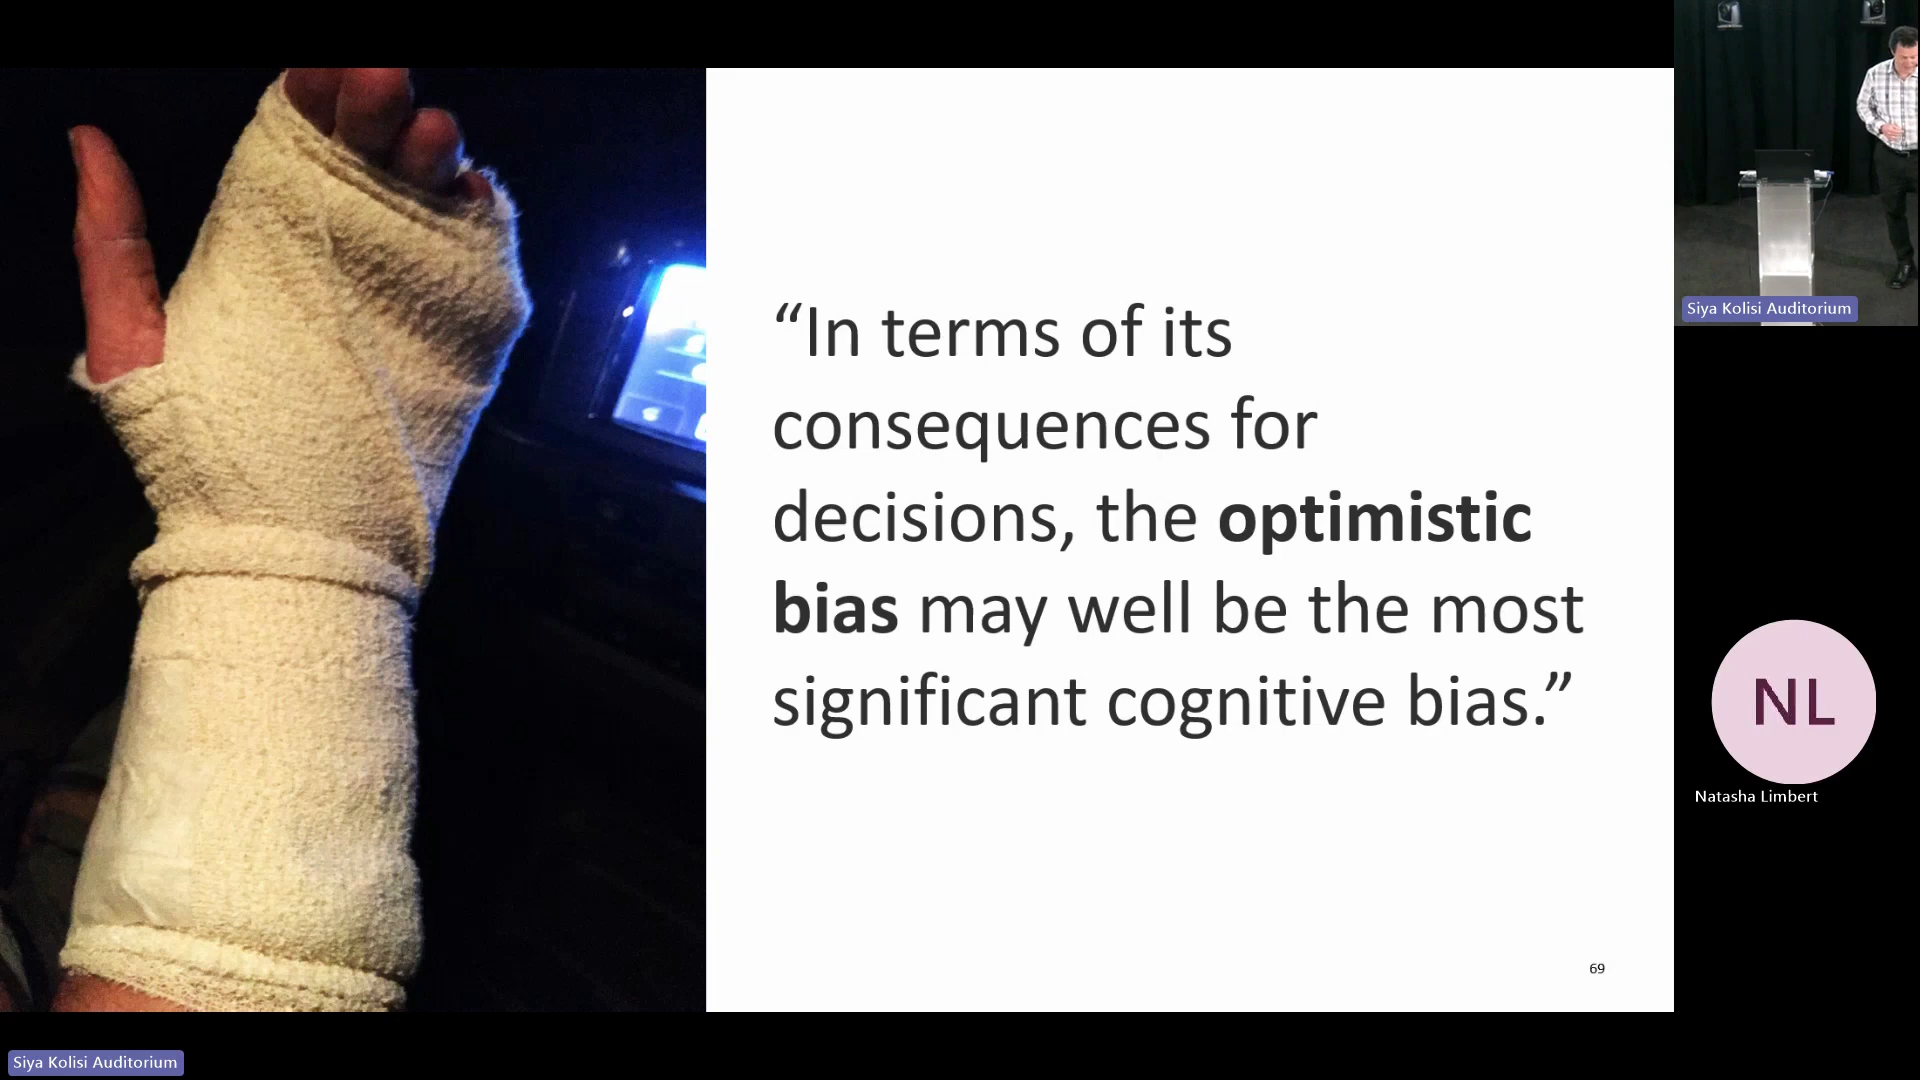 “In terms of its
consequences for
decisions, the optimistic
bias may well be the most
significant cognitive bias.”
69
Siya Kolisi Auditorium
NL
Natasha Limbert
Siya Kolisi Auditorium